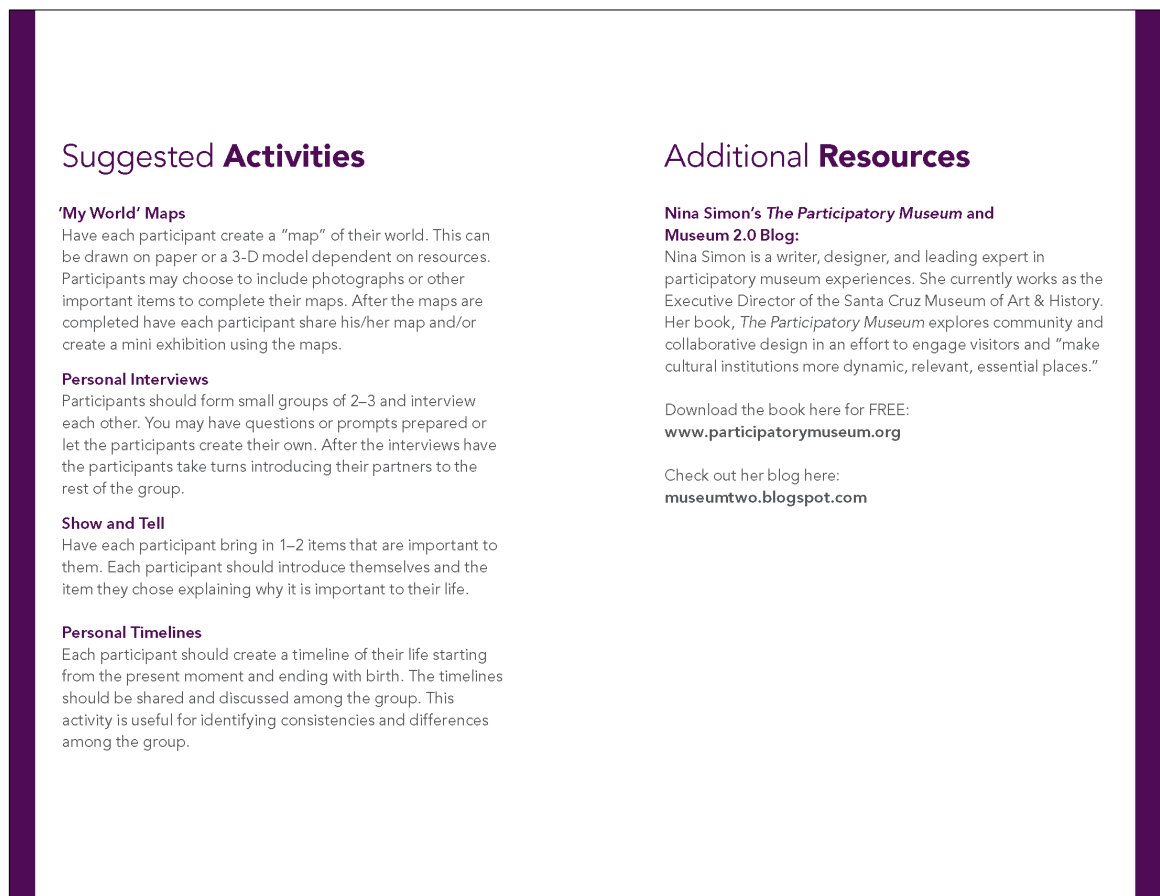 Suggested Activities
‘My World’ Maps
Have each participant create a “map” of their world. This can
be drawn on paper or a 3-D model dependent on resources.
Participants may choose to include photographs or other
important items to complete their maps. After the maps are
completed have each participant share his/her map and/or
create a mini exhibition using the maps.
Personal Interviews
Participants should form small groups of 2–3 and interview
each other. You may have questions or prompts prepared or
let the participants create their own. After the interviews have
the participants take turns introducing their partners to the
rest of the group.
Show and Tell
Have each participant bring in 1–2 items that are important to
them. Each participant should introduce themselves and the
item they chose explaining why it is important to their life.
Personal Timelines
Each participant should create a timeline of their life starting
from the present moment and ending with birth. The timelines
should be shared and discussed among the group. This
activity is useful for identifying consistencies and differences
among the group.
Additional Resources
Nina Simon’s The Participatory Museum and
Museum 2.0 Blog:
Nina Simon is a writer, designer, and leading expert in
participatory museum experiences. She currently works as the
Executive Director of the Santa Cruz Museum of Art & History.
Her book, The Participatory Museum explores community and
collaborative design in an effort to engage visitors and “make
cultural institutions more dynamic, relevant, essential places.”
Download the book here for FREE:
www.participatorymuseum.org
Check out her blog here:
museumtwo.blogspot.com